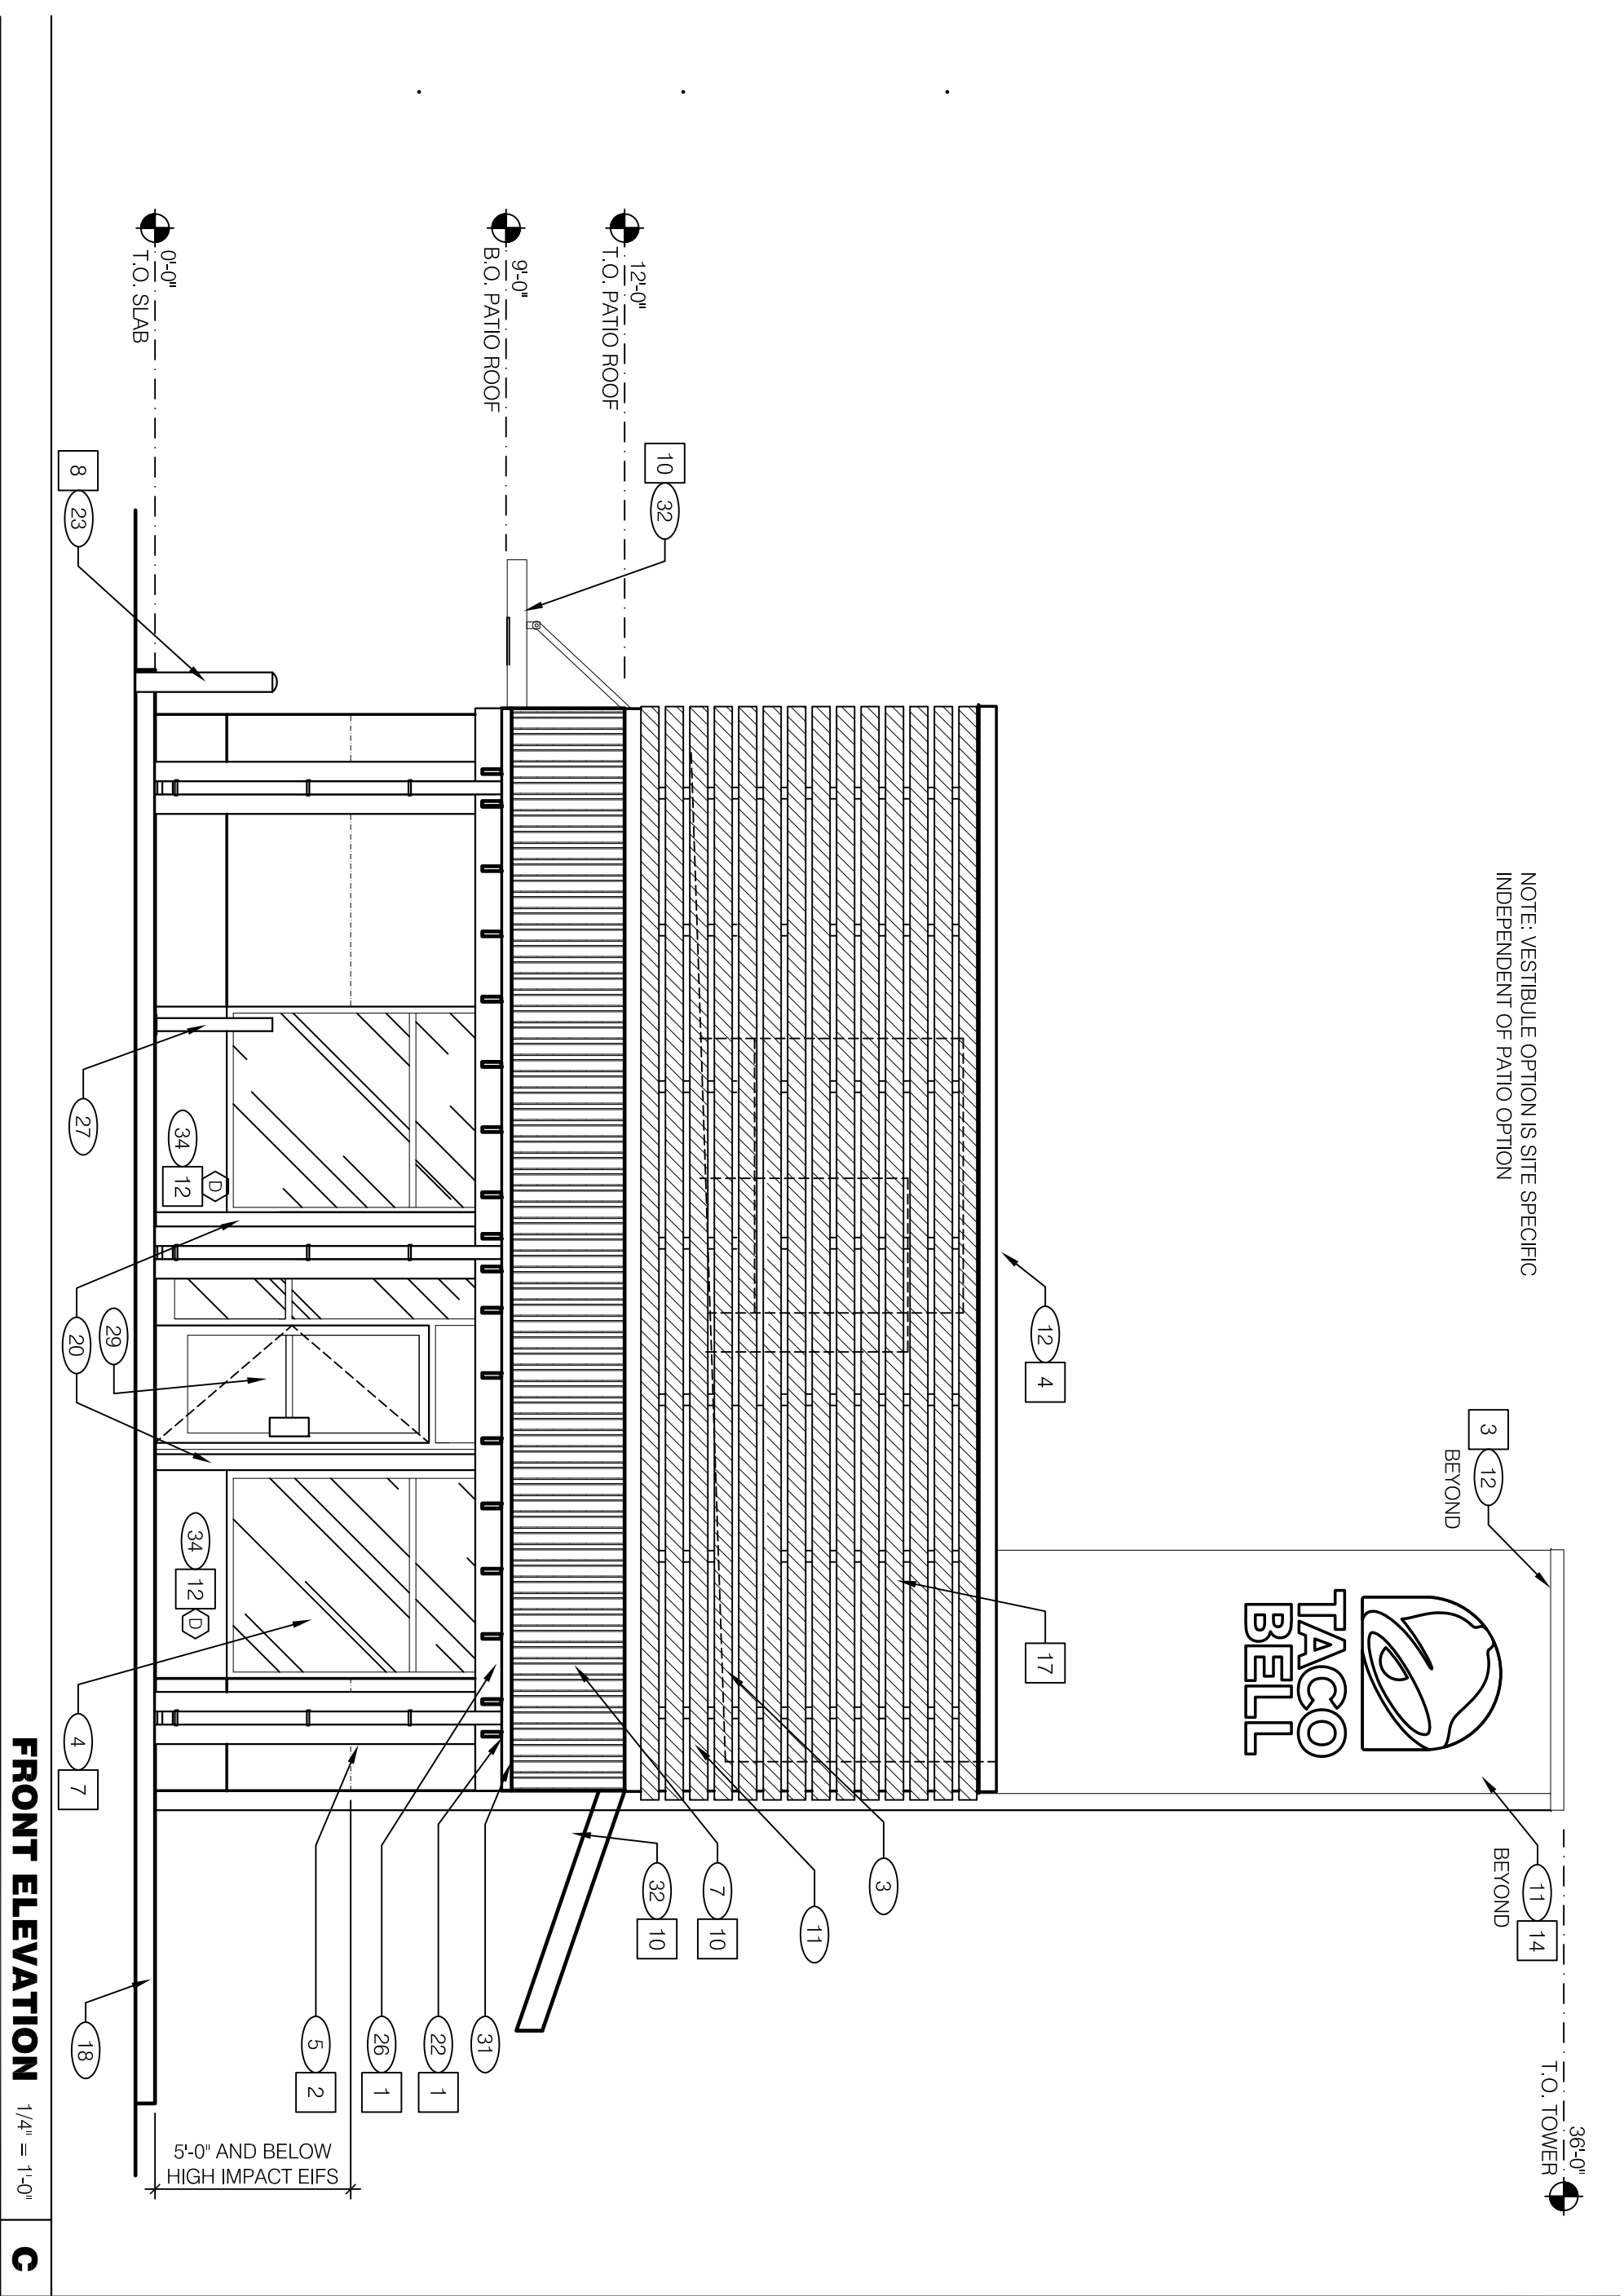 NOTE: VESTIBULE OPTION IS SITE SPECIFIC
INDEPENDENT OF PATIO OPTION
36'-0"
T.O. TOWER
3 12
BEYOND
11 14
BEYOND
TACO
BELL
12 4
17
3
11
7 10
32 10
10 32
12'-0"
T.O. PATIO ROOF
9'-0"
B.O. PATIO ROOF
31
22 1
26 1
5 2
0'-0"
T.O. SLAB
34
12
D
34
12
D
5'-0" AND BELOW
HIGH IMPACT EIFS
8 23
27
29
20
4 7
18
FRONT ELEVATION 1/4" = 1'-0"
C